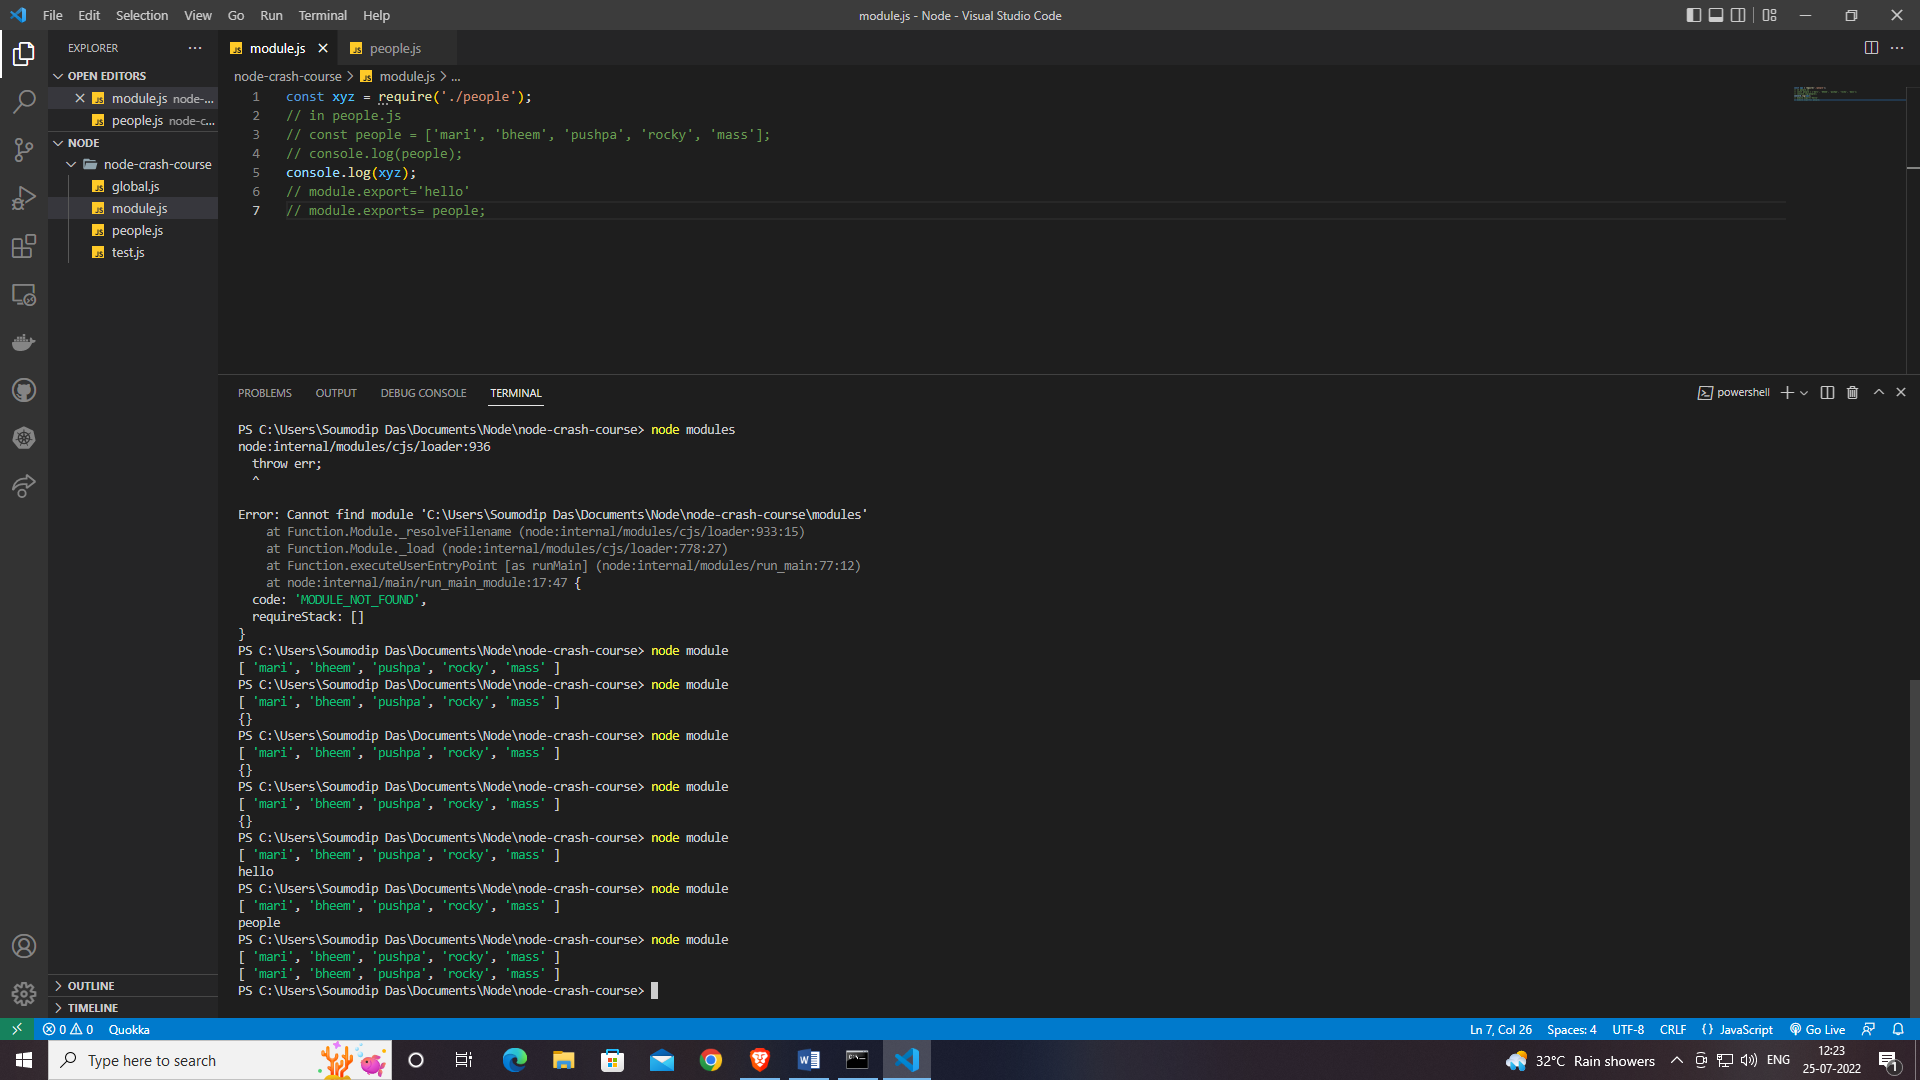 File Edit Selection View Go Run Terminal Help
module.js - Node - Visual Studio Code
EXPLORER
OPEN EDITORS
module.js node-...
people.js node-c...
NODE
node-crash-course
global.js
module.js
people.js
test.js
OUTLINE
TIMELINE
module.js people.js
node-crash-course > module.js > ...
1 const xyz = require('./people');
2 // in people.js
3 // const people = ['mari', 'bheem', 'pushpa', 'rocky', 'mass'];
4 // console.log(people);
5 console.log(xyz);
6 // module.export='hello'
7 // module.exports= people;
PROBLEMS OUTPUT DEBUG CONSOLE TERMINAL
powershell
PS C:\Users\Soumodip Das\Documents\Node\node-crash-course> node modules
node:internal/modules/cjs/loader:936
throw err;
^
Error: Cannot find module 'C:\Users\Soumodip Das\Documents\Node\node-crash-course\modules'
at Function.Module._resolveFilename (node:internal/modules/cjs/loader:933:15)
at Function.Module._load (node:internal/modules/cjs/loader:778:27)
at Function.executeUserEntryPoint [as runMain] (node:internal/modules/run_main:77:12)
at node:internal/main/run_main_module:17:47 {
code: 'MODULE_NOT_FOUND',
requireStack: []
}
PS C:\Users\Soumodip Das\Documents\Node\node-crash-course> node module
[ 'mari', 'bheem', 'pushpa', 'rocky', 'mass' ]
PS C:\Users\Soumodip Das\Documents\Node\node-crash-course> node module
[ 'mari', 'bheem', 'pushpa', 'rocky', 'mass' ]
{}
PS C:\Users\Soumodip Das\Documents\Node\node-crash-course> node module
[ 'mari', 'bheem', 'pushpa', 'rocky', 'mass' ]
{}
PS C:\Users\Soumodip Das\Documents\Node\node-crash-course> node module
[ 'mari', 'bheem', 'pushpa', 'rocky', 'mass' ]
{}
PS C:\Users\Soumodip Das\Documents\Node\node-crash-course> node module
[ 'mari', 'bheem', 'pushpa', 'rocky', 'mass' ]
hello
PS C:\Users\Soumodip Das\Documents\Node\node-crash-course> node module
[ 'mari', 'bheem', 'pushpa', 'rocky', 'mass' ]
people
PS C:\Users\Soumodip Das\Documents\Node\node-crash-course> node module
[ 'mari', 'bheem', 'pushpa', 'rocky', 'mass' ]
[ 'mari', 'bheem', 'pushpa', 'rocky', 'mass' ]
PS C:\Users\Soumodip Das\Documents\Node\node-crash-course>
0 0 Quokka
Ln 7, Col 26 Spaces: 4 UTF-8 CRLF {} JavaScript Go Live
Type here to search
32°C Rain showers
ENG
12:23
25-07-2022
1